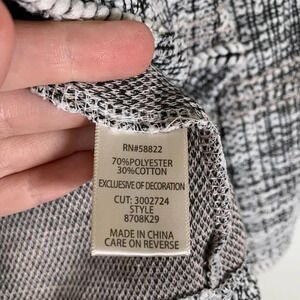 RN#58822
70%POLYESTER
30%COTTON
EXCLUSIVE OF DECORATION
CUT: 3002724
STYLE
8708K29
MADE IN CHINA
CARE ON REVERSE